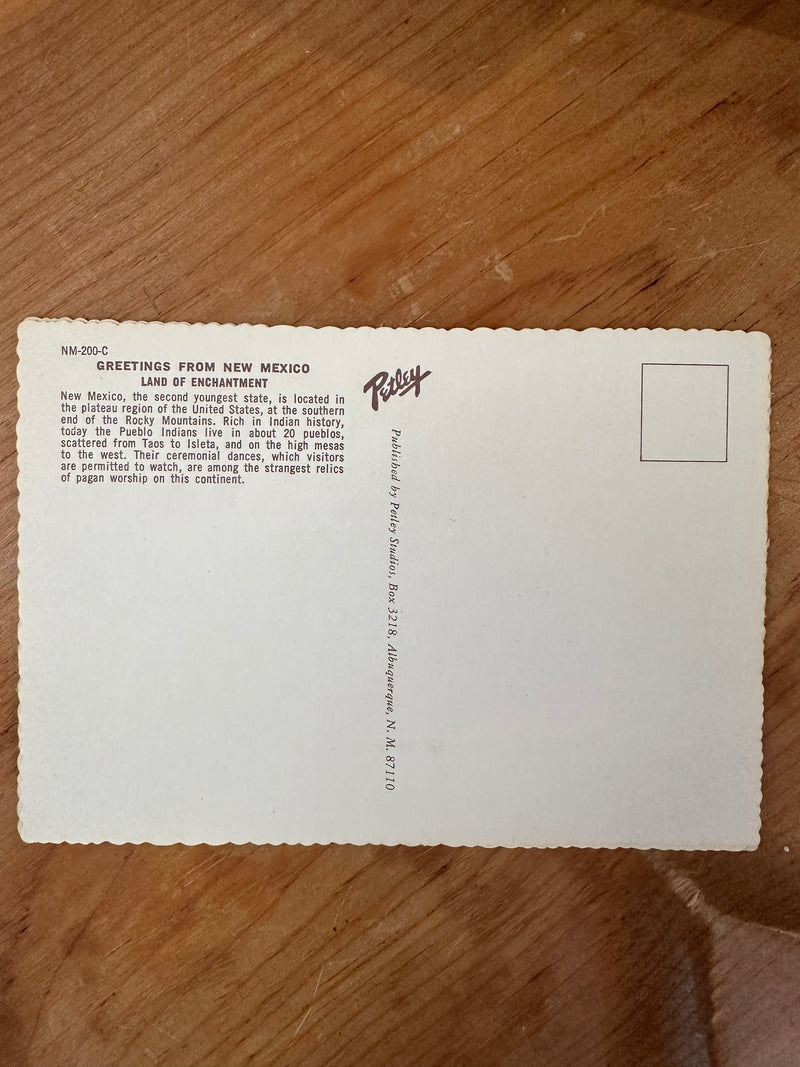 NM-200-C
GREETINGS FROM NEW MEXICO
LAND OF ENCHANTMENT
New Mexico, the second youngest state, is located in
the plateau region of the United States, at the southern
end of the Rocky Mountains. Rich in Indian history,
today the Pueblo Indians live in about 20 pueblos,
scattered from Taos to Isleta, and on the high mesas
to the west. Their ceremonial dances, which visitors
are permitted to watch, are among the strangest relics
of pagan worship on this continent.
Petley
Published by Petley Studios, Box 3218, Albuquerque, N. M. 87110